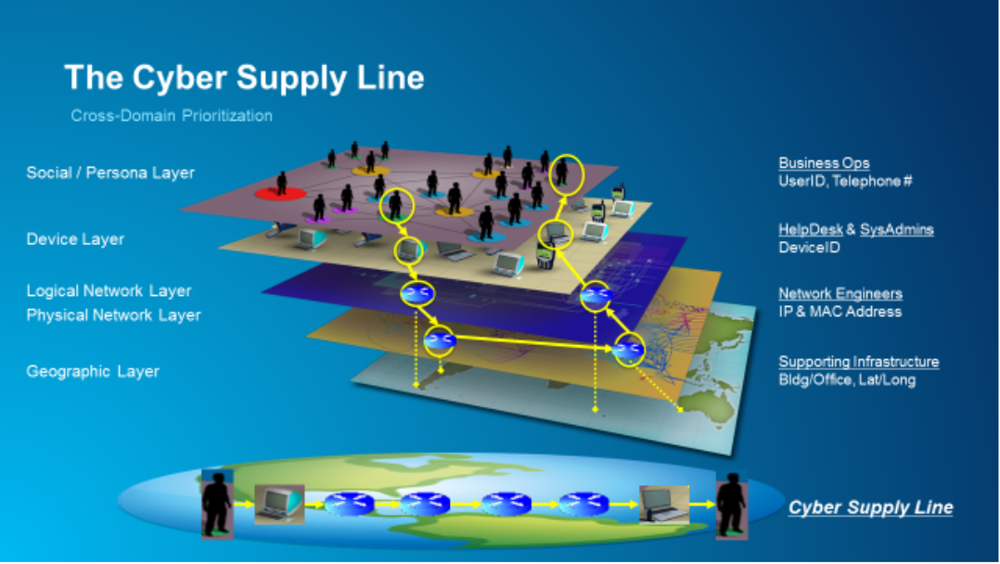 The Cyber Supply Line
Cross-Domain Prioritization
Social / Persona Layer
Device Layer
Logical Network Layer
Physical Network Layer
Geographic Layer
Business Ops
UserID, Telephone #
HelpDesk & SysAdmins
DeviceID
Network Engineers
IP & MAC Address
Supporting Infrastructure
Bldg/Office, Lat/Long
Cyber Supply Line